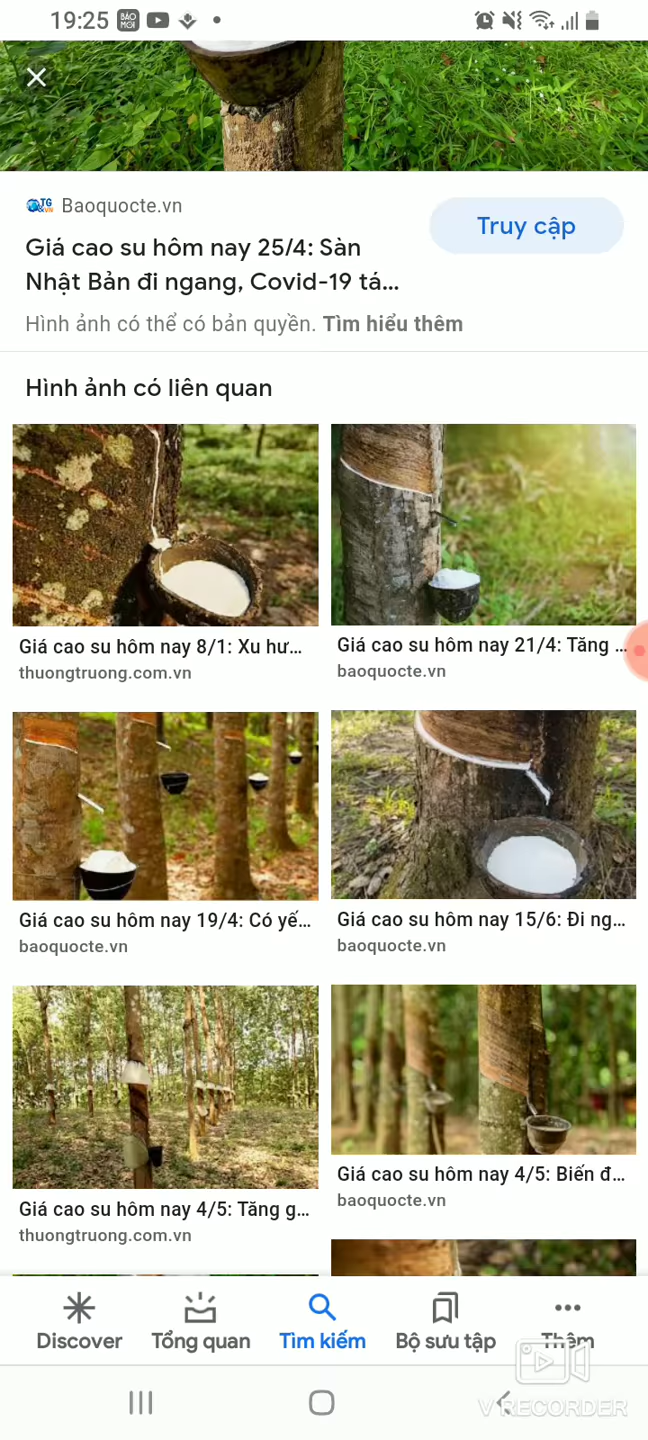 19:25
BÁO MỚI
TG &VN Baoquocte.vn
Truy cập
Giá cao su hôm nay 25/4: Sàn
Nhật Bản đi ngang, Covid-19 tá...
Hình ảnh có thể có bản quyền. Tìm hiểu thêm
Hình ảnh có liên quan
Giá cao su hôm nay 8/1: Xu hư...
thuongtruong.com.vn
Giá cao su hôm nay 21/4: Tăng ...
baoquocte.vn
Giá cao su hôm nay 19/4: Có yế...
baoquocte.vn
Giá cao su hôm nay 15/6: Đi ng...
baoquocte.vn
Giá cao su hôm nay 4/5: Tăng g...
thuongtruong.com.vn
Giá cao su hôm nay 4/5: Biến đ...
baoquocte.vn
Discover Tổng quan Tìm kiếm Bộ sưu tập Thêm
V RECORDER